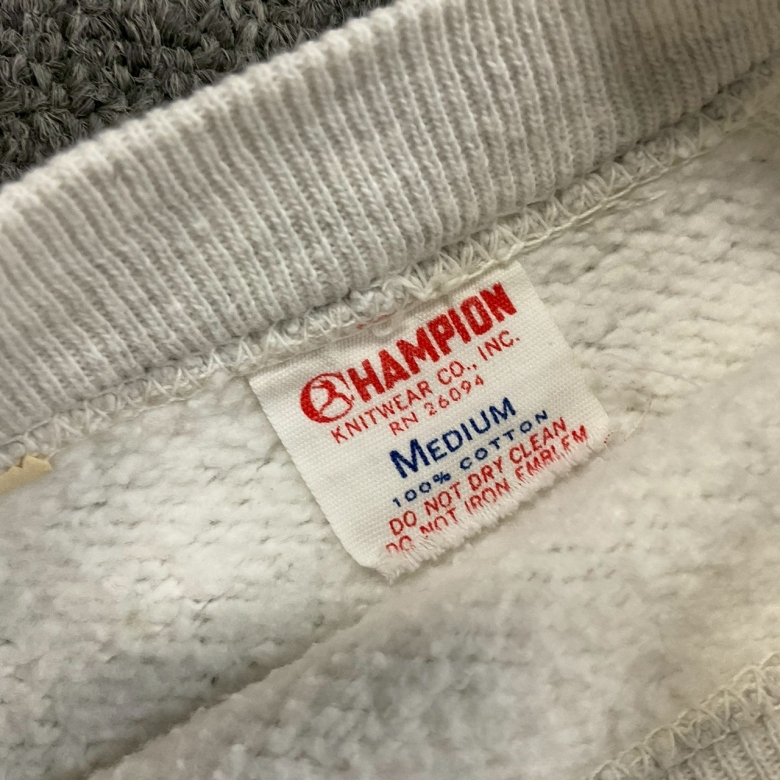 CHAMPION
KNITWEAR CO., INC.
RN 26094
MEDIUM
100% COTTON
DO NOT DRY CLEAN
DO NOT IRON EMBLEM